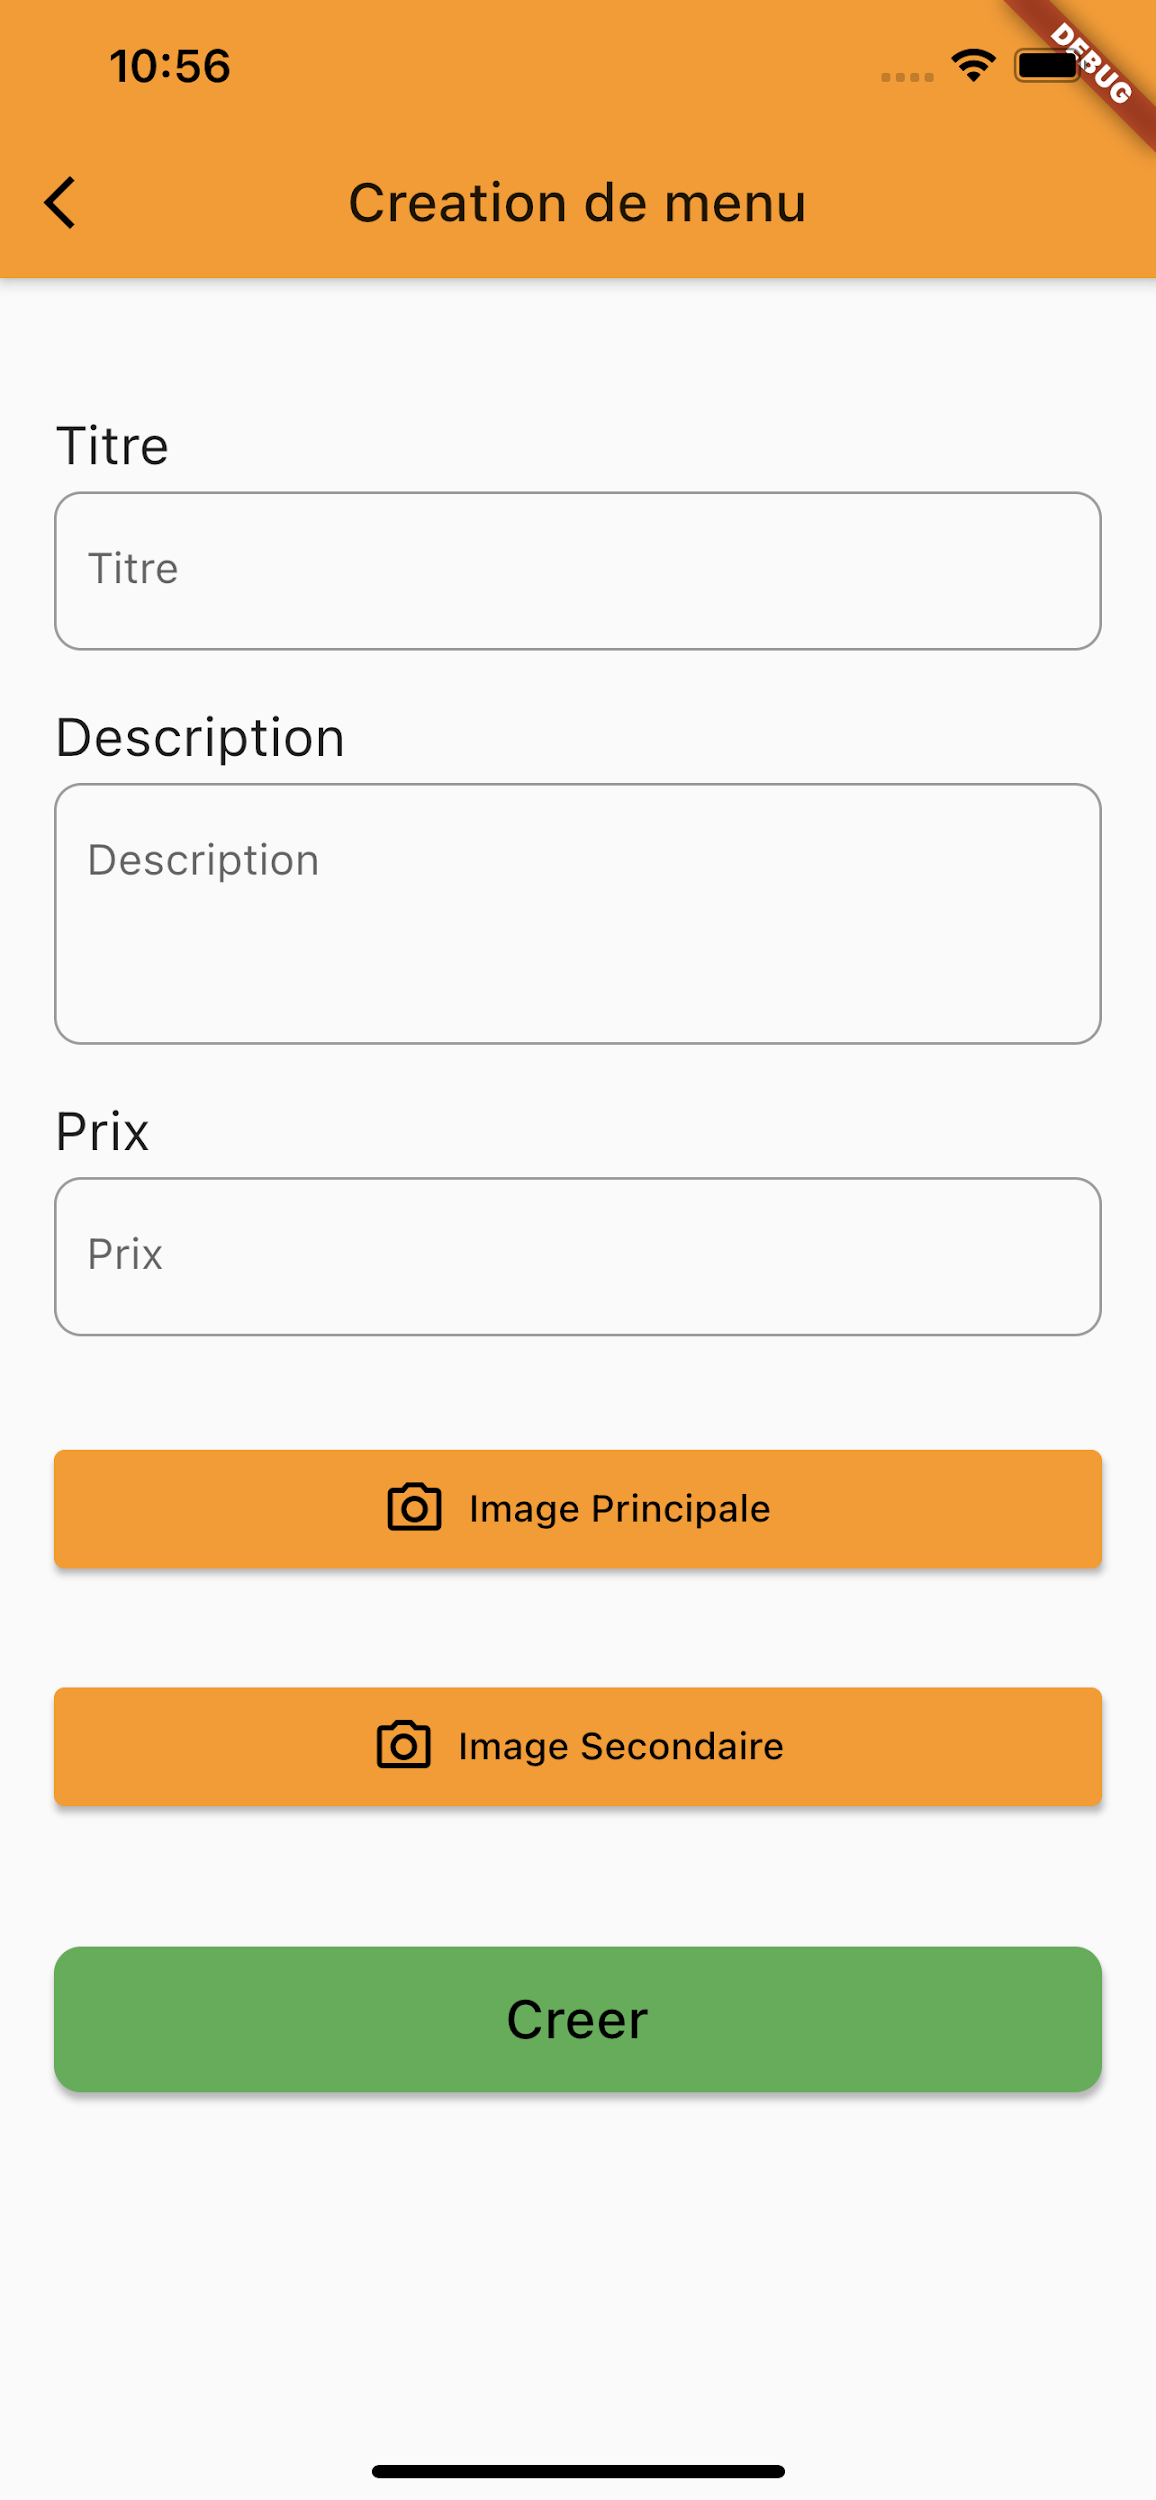 10:56
DEBUG
Creation de menu
Titre
Titre
Description
Description
Prix
Prix
Image Principale
Image Secondaire
Creer